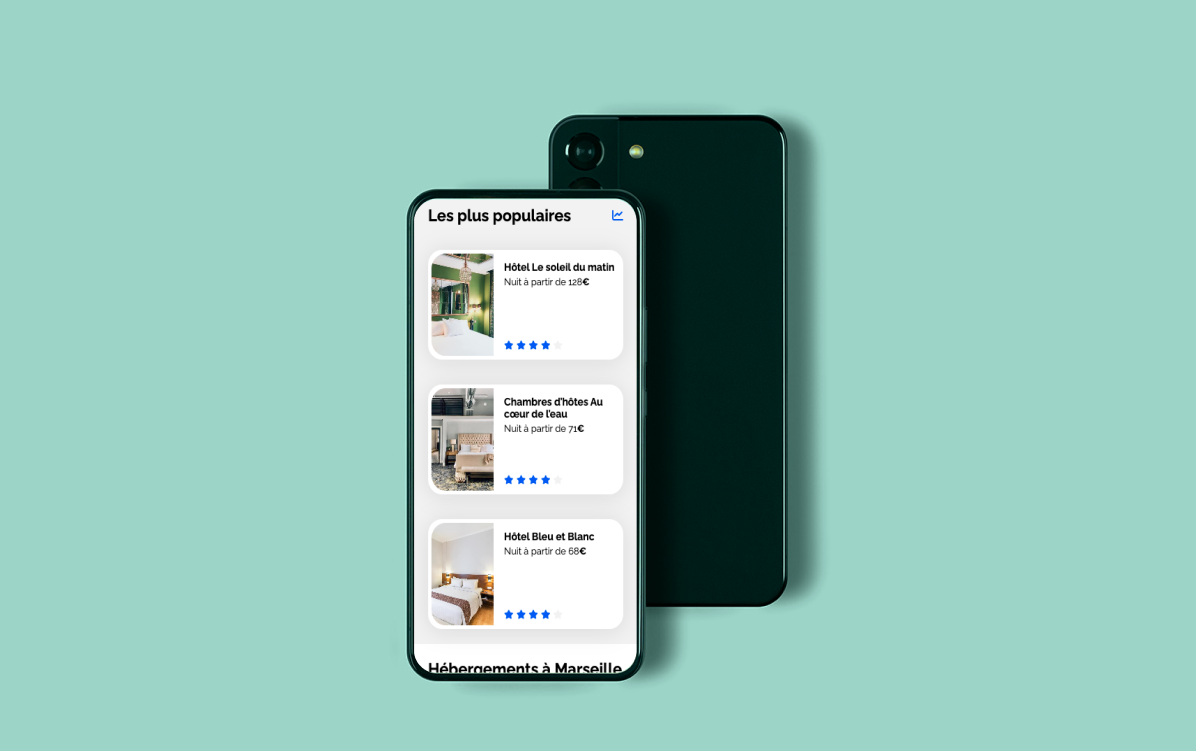 Les plus populaires
Hôtel Le soleil du matin
Nuit à partir de 128€
Chambres d'hôtes Au
cœur de l'eau
Nuit à partir de 71€
Hôtel Bleu et Blanc
Nuit à partir de 68€
Hébergements à Marseille